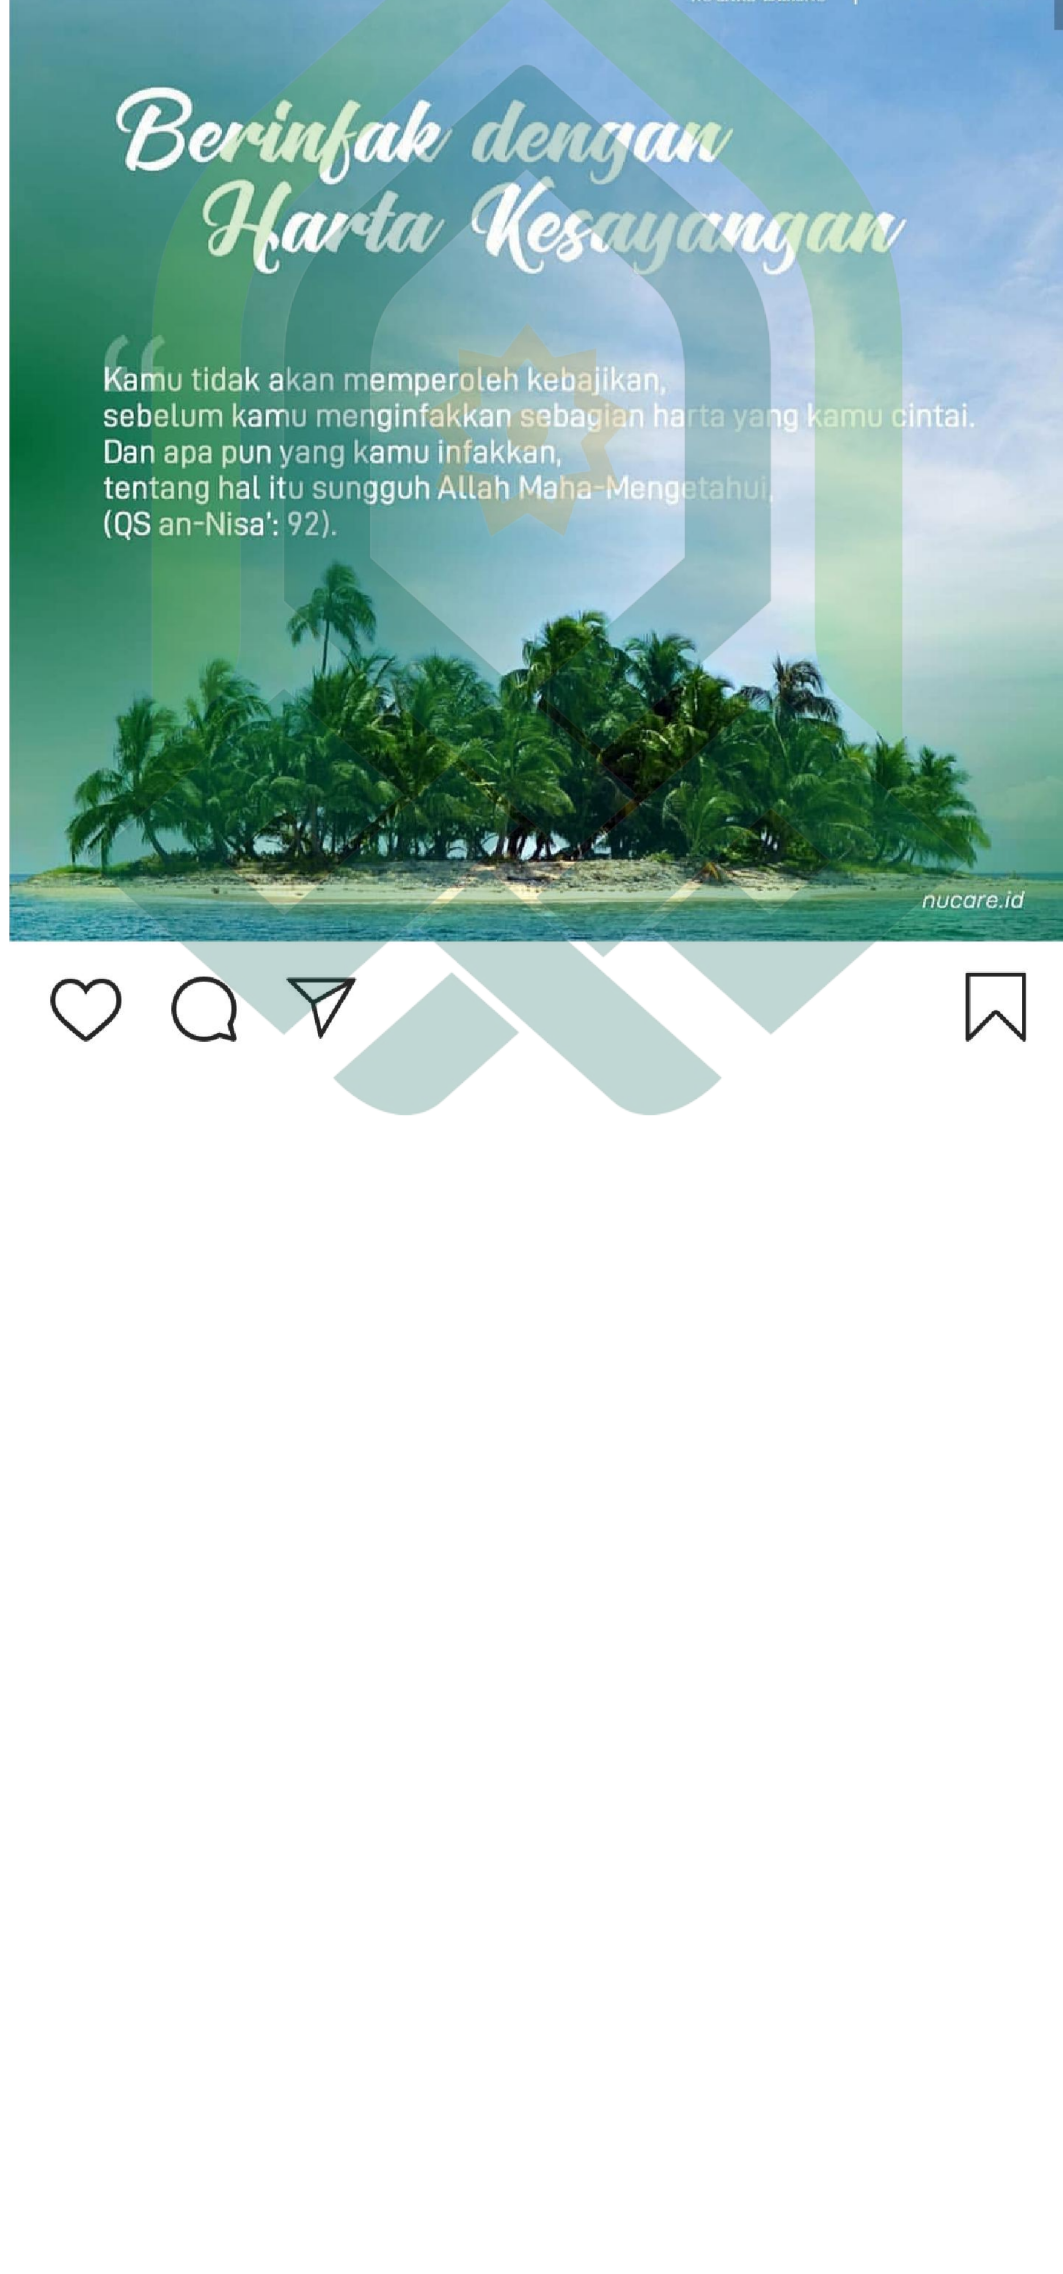 Berinfak dengan
Harta Kesayangan
“
Kamu tidak akan memperoleh kebajikan,
sebelum kamu menginfakkan sebagian harta yang kamu cintai.
Dan apa pun yang kamu infakkan,
tentang hal itu sungguh Allah Maha-Mengetahui,
(QS an-Nisa’: 92).
nucare.id